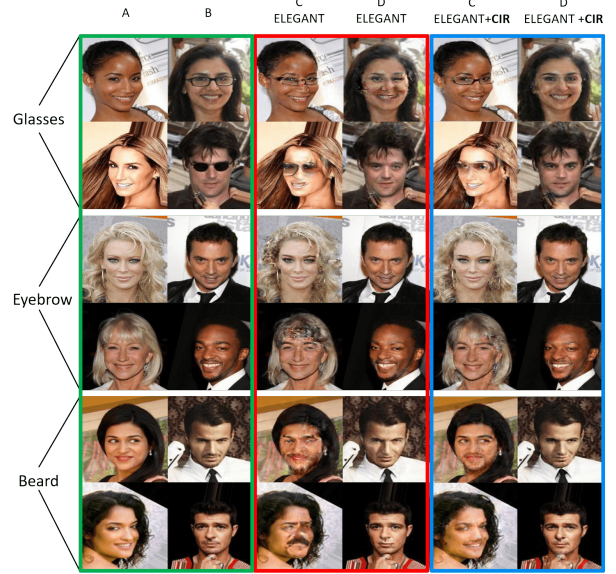 A B C D C D
ELEGANT ELEGANT ELEGANT+CIR ELEGANT +CIR
Glasses
Eyebrow
Beard